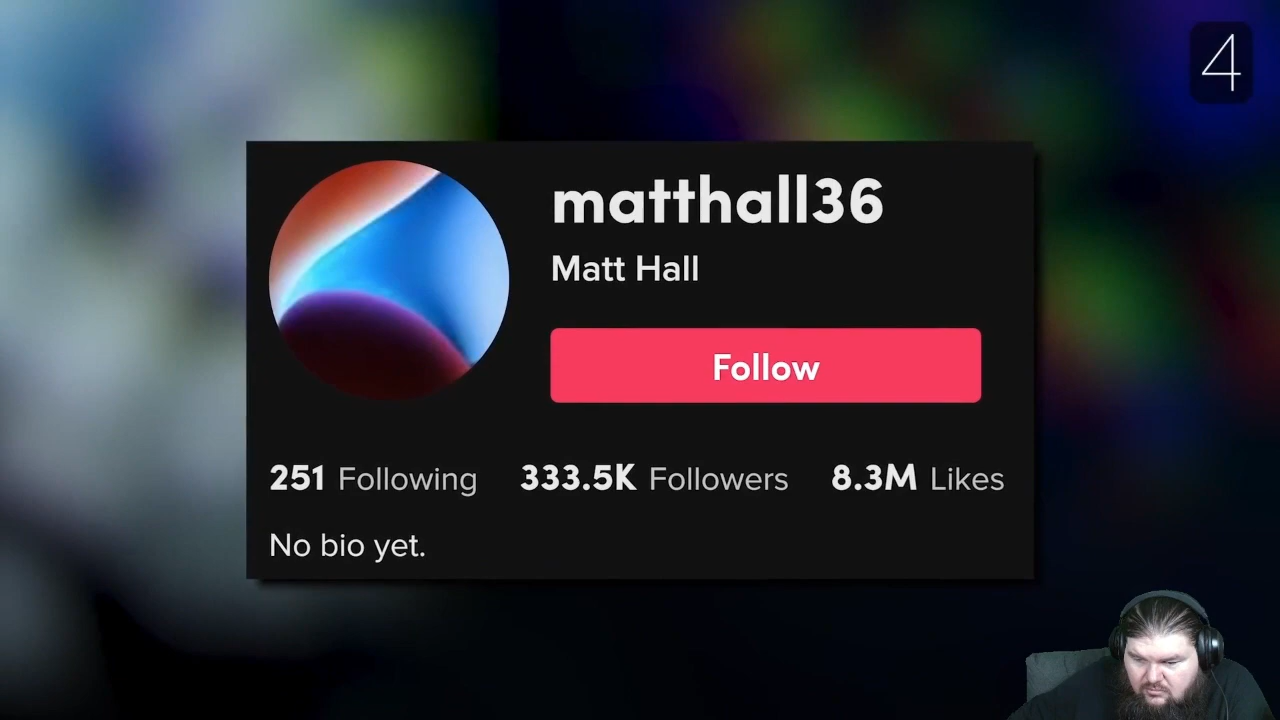 4
matthall36
Matt Hall
Follow
251 Following 333.5K Followers 8.3M Likes
No bio yet.